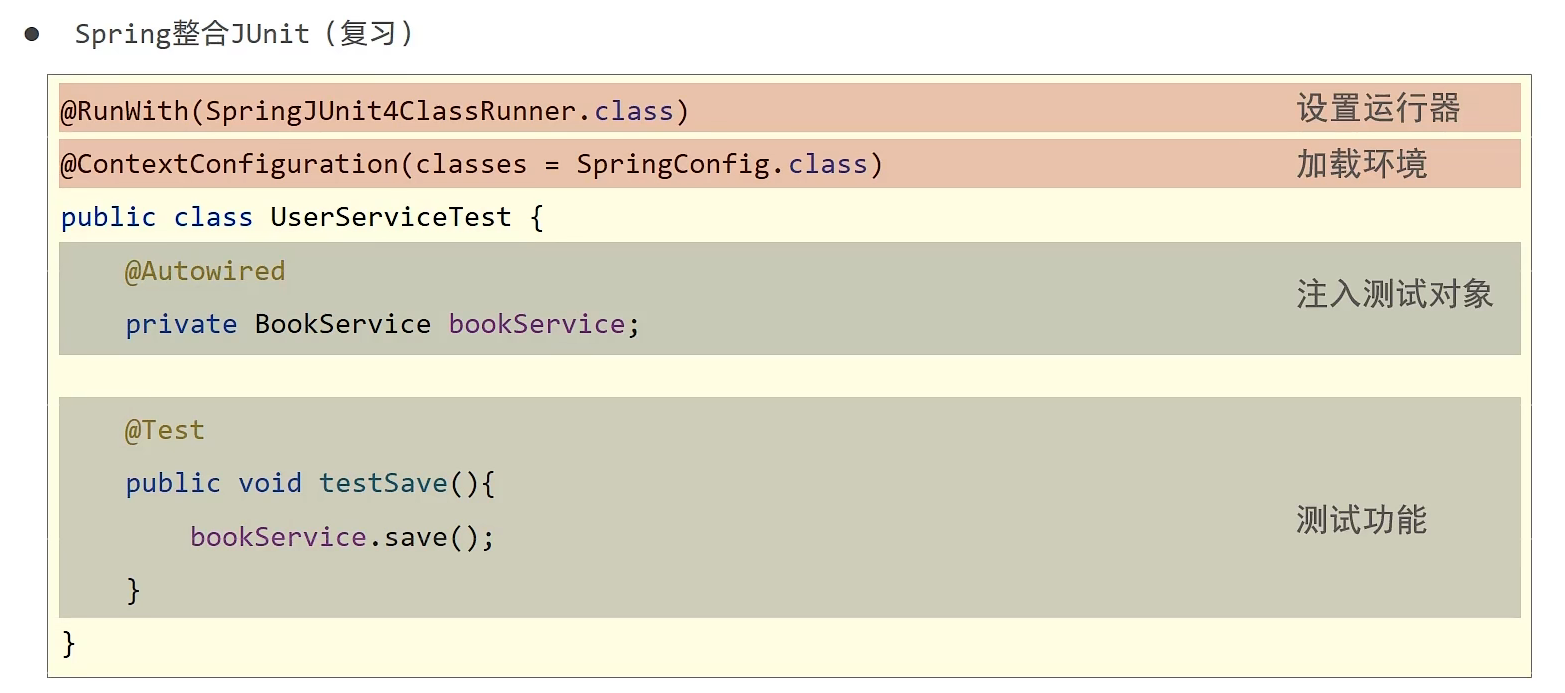 ● Spring整合JUnit（复习）
@RunWith(SpringJUnit4ClassRunner.class) 设置运行器
@ContextConfiguration(classes = SpringConfig.class) 加载环境
public class UserServiceTest {
@Autowired
注入测试对象
private BookService bookService;
@Test
public void testSave(){
测试功能
bookService.save();
}
}